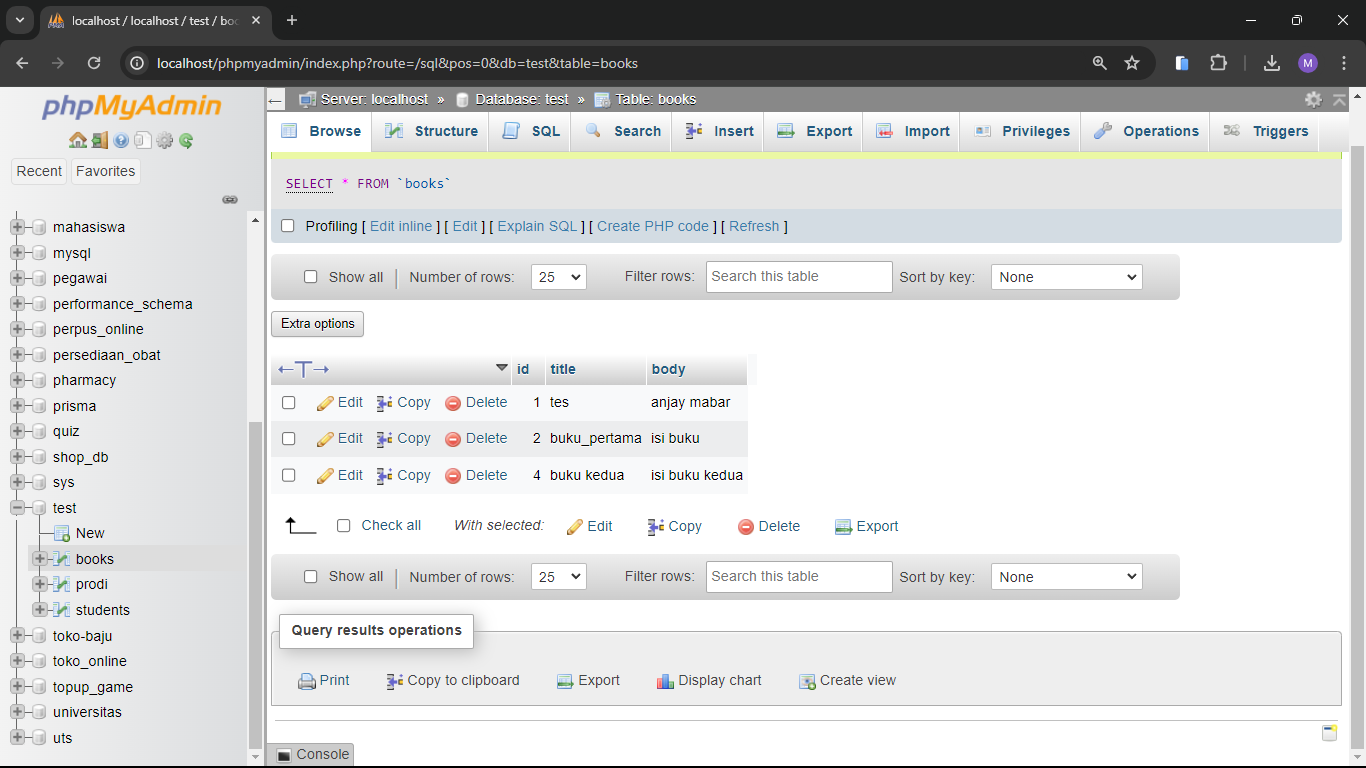 localhost / localhost / test / boo
localhost/phpmyadmin/index.php?route=/sql&pos=0&db=test&table=books
M
phpMyAdmin
Recent Favorites
mahasiswa
mysql
pegawai
performance_schema
perpus_online
persediaan_obat
pharmacy
prisma
quiz
shop_db
sys
test
New
books
prodi
students
toko-baju
toko_online
topup_game
universitas
uts
Server: localhost » Database: test » Table: books
Browse Structure SQL Search Insert Export Import Privileges Operations Triggers
SELECT * FROM `books`
Profiling [ Edit inline ] [ Edit ] [ Explain SQL ] [ Create PHP code ] [ Refresh ]
Show all Number of rows: 25 Filter rows: Search this table Sort by key: None
Extra options
id title body
Edit Copy Delete 1 tes anjay mabar
Edit Copy Delete 2 buku_pertama isi buku
Edit Copy Delete 4 buku kedua isi buku kedua
Check all With selected: Edit Copy Delete Export
Show all Number of rows: 25 Filter rows: Search this table Sort by key: None
Query results operations
Print Copy to clipboard Export Display chart Create view
Console